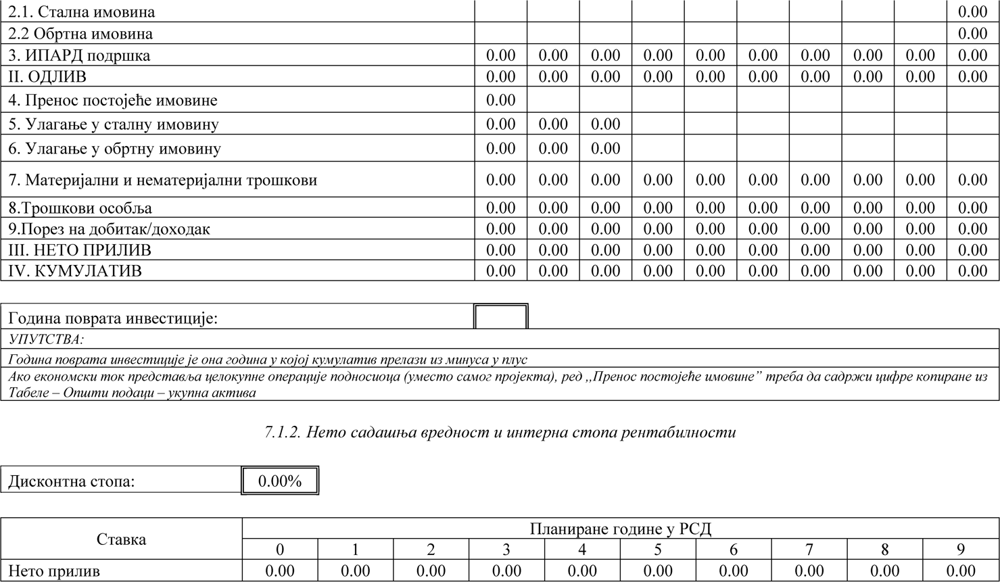 2.1. Стална имовина 0.00
2.2 Обртна имовина 0.00
3. ИПАРД подршка 0.00 0.00 0.00 0.00 0.00 0.00 0.00 0.00 0.00 0.00
II. ОДЛИВ 0.00 0.00 0.00 0.00 0.00 0.00 0.00 0.00 0.00 0.00
4. Пренос постојеће имовине 0.00
5. Улагање у сталну имовину 0.00 0.00 0.00
6. Улагање у обртну имовину 0.00 0.00 0.00
7. Материјални и нематеријални трошкови 0.00 0.00 0.00 0.00 0.00 0.00 0.00 0.00 0.00 0.00
8.Трошкови особља 0.00 0.00 0.00 0.00 0.00 0.00 0.00 0.00 0.00 0.00
9.Порез на добитак/доходак 0.00 0.00 0.00 0.00 0.00 0.00 0.00 0.00 0.00 0.00
III. НЕТО ПРИЛИВ 0.00 0.00 0.00 0.00 0.00 0.00 0.00 0.00 0.00 0.00
IV. КУМУЛАТИВ 0.00 0.00 0.00 0.00 0.00 0.00 0.00 0.00 0.00 0.00
Година поврата инвестиције:
УПУТСТВА:
Година поврата инвестиције је она година у којој кумулатив прелази из минуса у плус
Ако економски ток представља целокупне операције подносиоца (уместо самог пројекта), ред ,,Пренос постојеће имовине” треба да садржи цифре копиране из
Табеле – Општи подаци – укупна актива
7.1.2. Нето садашња вредност и интерна стопа рентабилности
Дисконтна стопа: 0.00%
Ставка Планиране године у РСД
0 1 2 3 4 5 6 7 8 9
Нето прилив 0.00 0.00 0.00 0.00 0.00 0.00 0.00 0.00 0.00 0.00